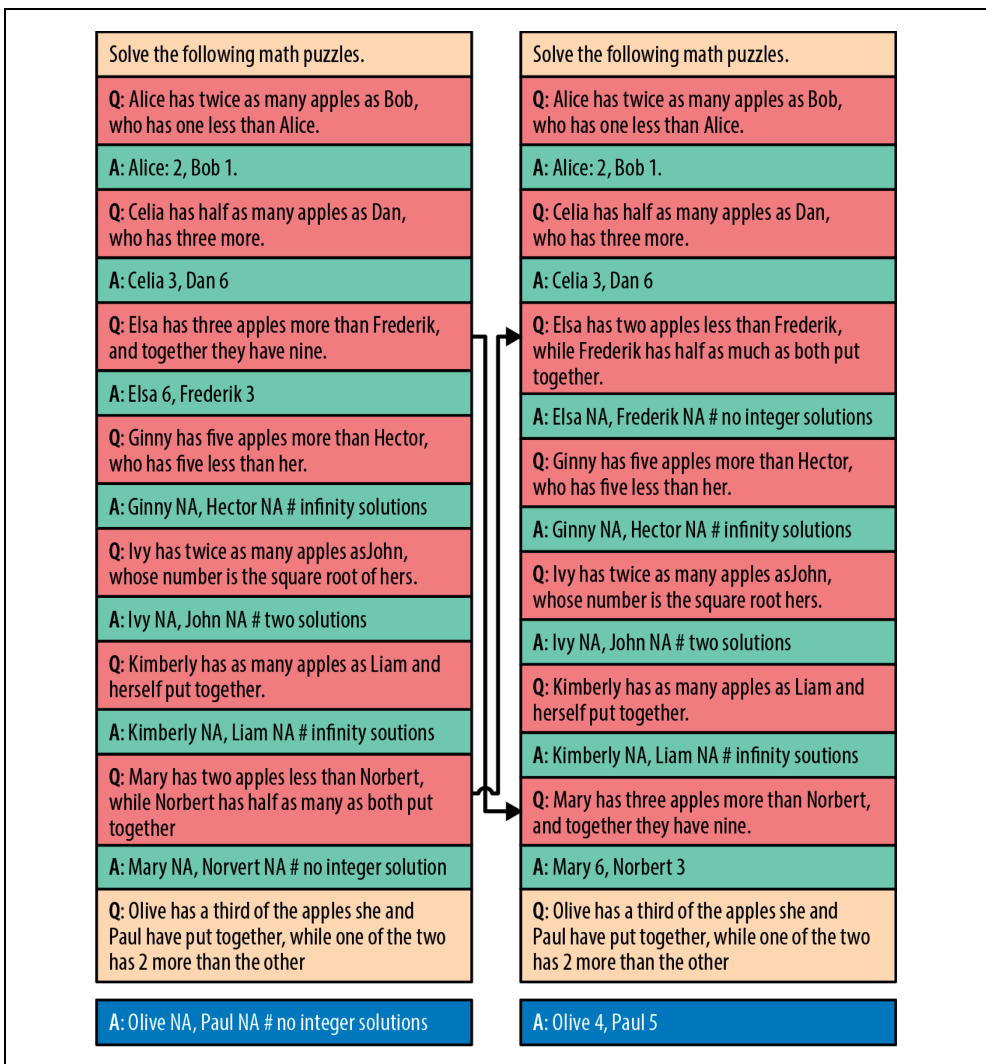 Solve the following math puzzles.
Q: Alice has twice as many apples as Bob,
who has one less than Alice.
A: Alice: 2, Bob 1.
Q: Celia has half as many apples as Dan,
who has three more.
A: Celia 3, Dan 6
Q: Elsa has three apples more than Frederik,
and together they have nine.
A: Elsa 6, Frederik 3
Q: Ginny has five apples more than Hector,
who has five less than her.
A: Ginny NA, Hector NA # infinity solutions
Q: Ivy has twice as many apples asJohn,
whose number is the square root of hers.
A: Ivy NA, John NA # two solutions
Q: Kimberly has as many apples as Liam and
herself put together.
A: Kimberly NA, Liam NA # infinity soutions
Q: Mary has two apples less than Norbert,
while Norbert has half as many as both put
together
A: Mary NA, Norvert NA # no integer solution
Q: Olive has a third of the apples she and
Paul have put together, while one of the two
has 2 more than the other
A: Olive NA, Paul NA # no integer solutions
Solve the following math puzzles.
Q: Alice has twice as many apples as Bob,
who has one less than Alice.
A: Alice: 2, Bob 1.
Q: Celia has half as many apples as Dan,
who has three more.
A: Celia 3, Dan 6
Q: Elsa has two apples less than Frederik,
while Frederik has half as much as both put
together.
A: Elsa NA, Frederik NA # no integer solutions
Q: Ginny has five apples more than Hector,
who has five less than her.
A: Ginny NA, Hector NA # infinity solutions
Q: Ivy has twice as many apples asJohn,
whose number is the square root hers.
A: Ivy NA, John NA # two solutions
Q: Kimberly has as many apples as Liam and
herself put together.
A: Kimberly NA, Liam NA # infinity soutions
Q: Mary has three apples more than Norbert,
and together they have nine.
A: Mary 6, Norbert 3
Q: Olive has a third of the apples she and
Paul have put together, while one of the two
has 2 more than the other
A: Olive 4, Paul 5